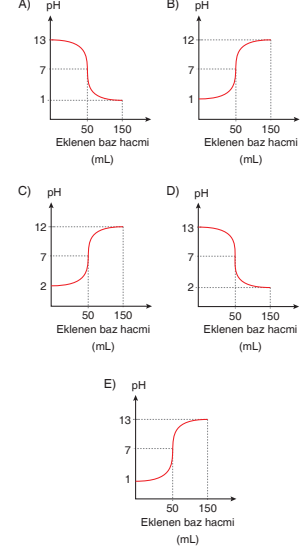 A) pH
13
7
1
50 150
Eklenen baz hacmi
(mL)
B) pH
12
7
1
50 150
Eklenen baz hacmi
(mL)
C) pH
12
7
2
50 150
Eklenen baz hacmi
(mL)
D) pH
13
7
2
50 150
Eklenen baz hacmi
(mL)
E) pH
13
7
1
50 150
Eklenen baz hacmi
(mL)